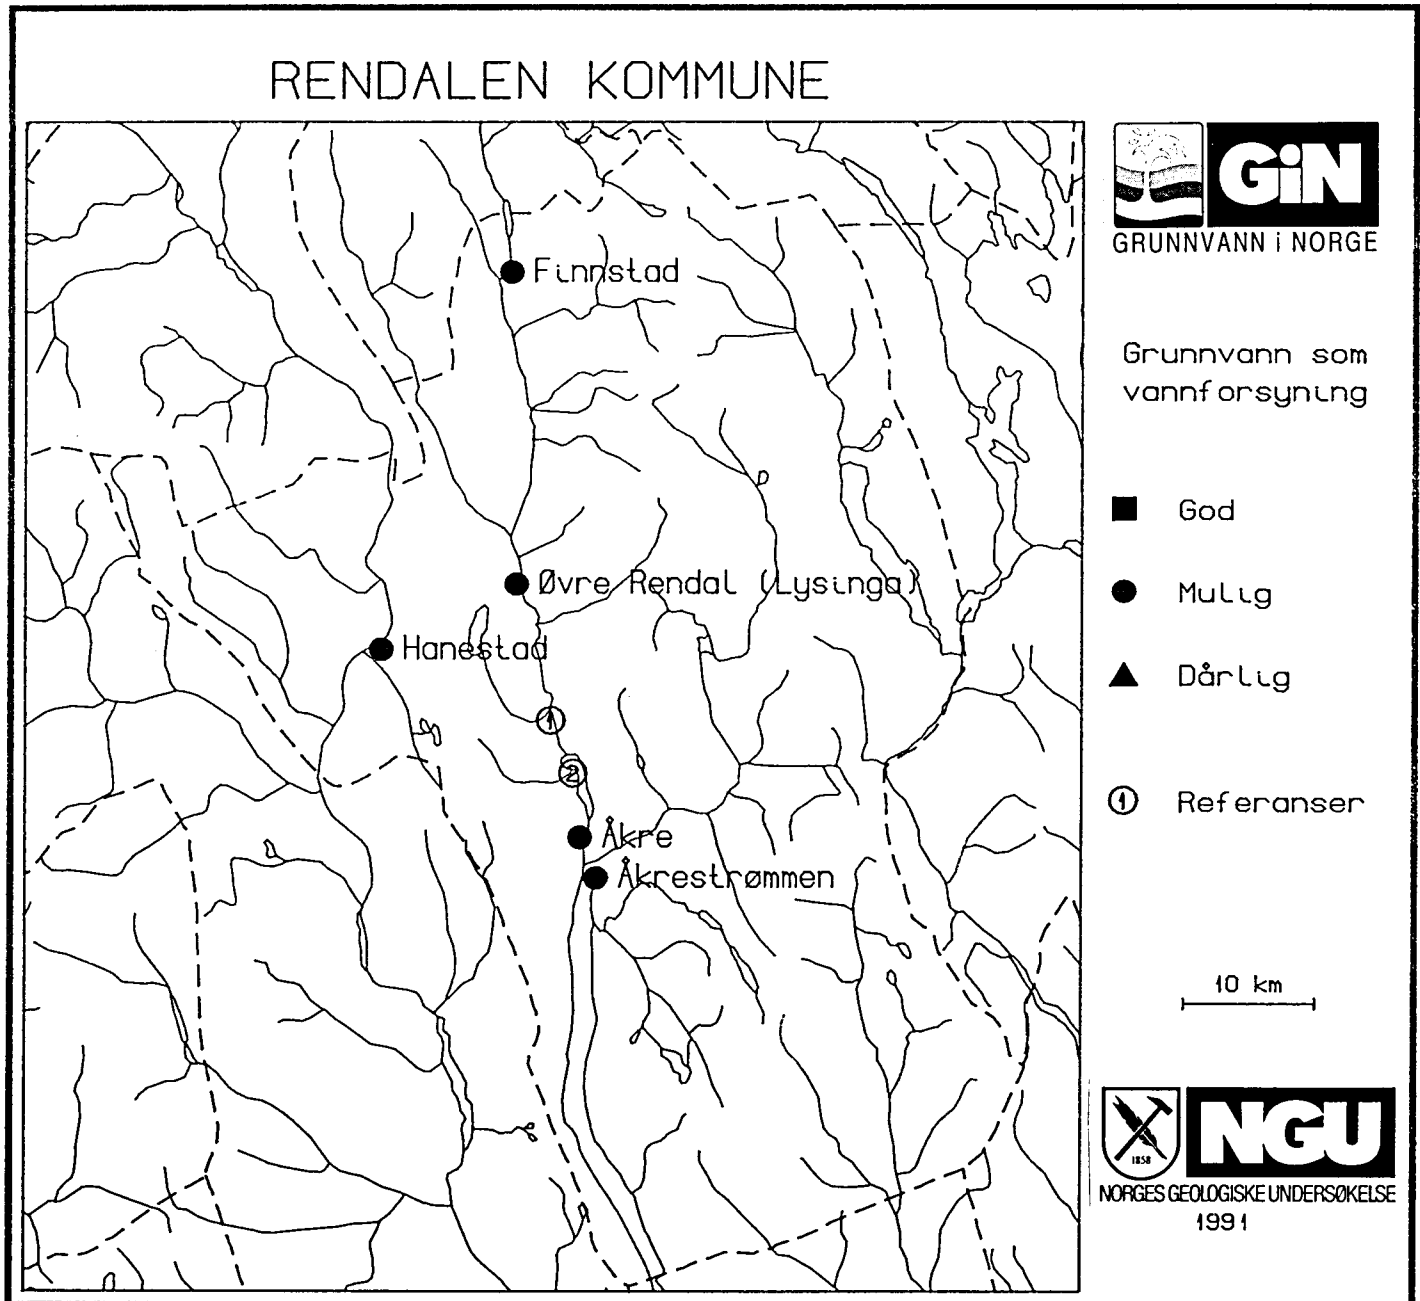 RENDALEN KOMMUNE
GiN
GRUNNVANN i NORGE
Finnstad
Grunnvann som
vannforsyning
God
Øvre Rendal (Lysinga)
Mulig
Hanestad
Dårlig
1
2
1 Referanser
Åkre
Åkrestrømmen
10 km
1858
NGU
NORGES GEOLOGISKE UNDERSØKELSE
1991